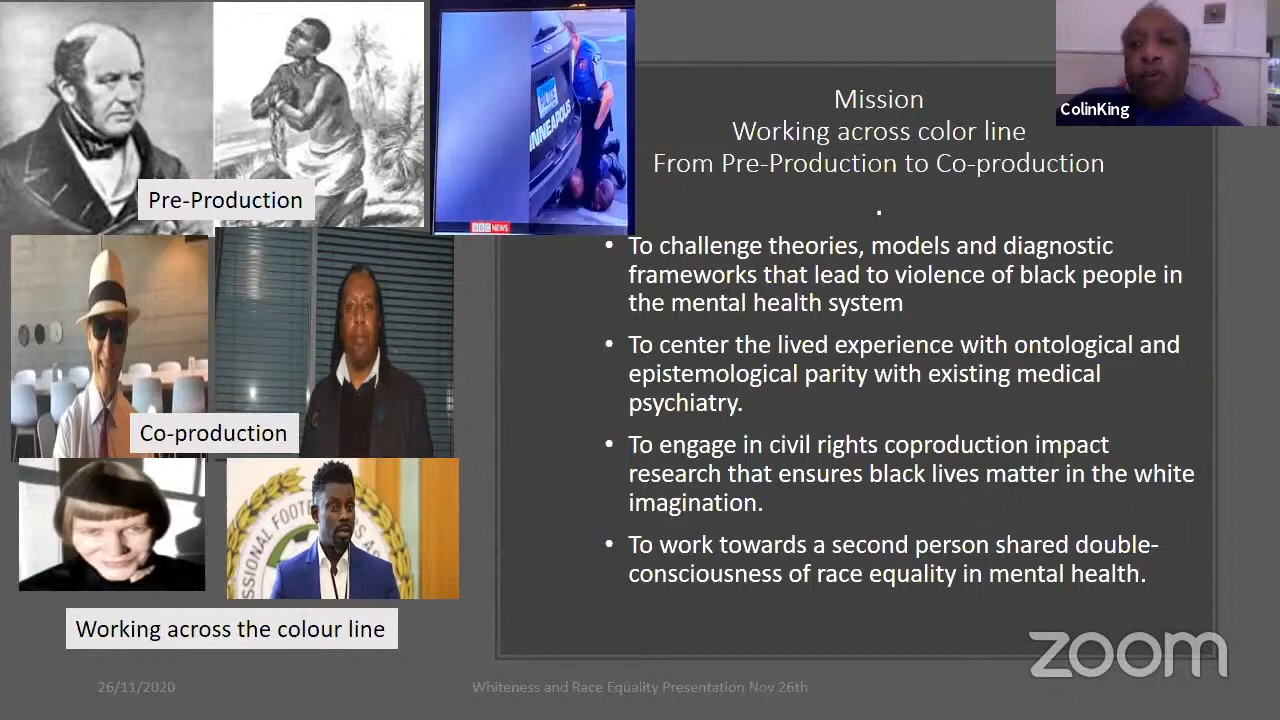 Pre-Production
POLICE
MINNEAPOLIS
BBC NEWS
ColinKing
Mission
Working across color line
From Pre-Production to Co-production
.
• To challenge theories, models and diagnostic
frameworks that lead to violence of black people in
the mental health system
• To center the lived experience with ontological and
epistemological parity with existing medical
psychiatry.
• To engage in civil rights coproduction impact
research that ensures black lives matter in the white
imagination.
• To work towards a second person shared double-
consciousness of race equality in mental health.
Co-production
Working across the colour line
26/11/2020
Whiteness and Race Equality Presentation Nov 26th
zoom